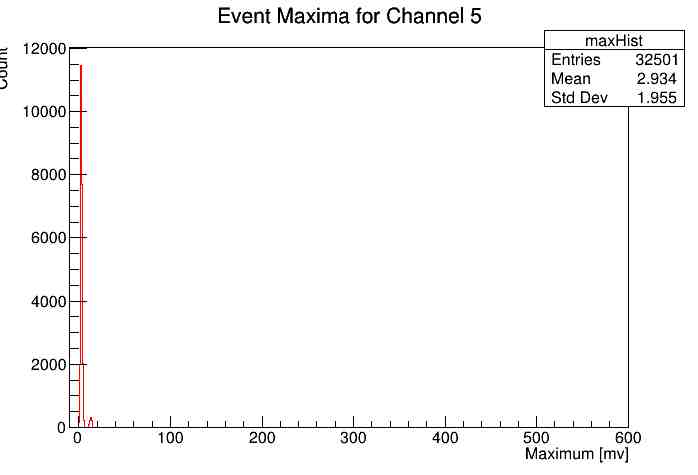 Event Maxima for Channel 5
maxHist
Entries 32501
Mean 2.934
Std Dev 1.955
Count
12000
10000
8000
6000
4000
2000
0
0 100 200 300 400 500 600
Maximum [mv]